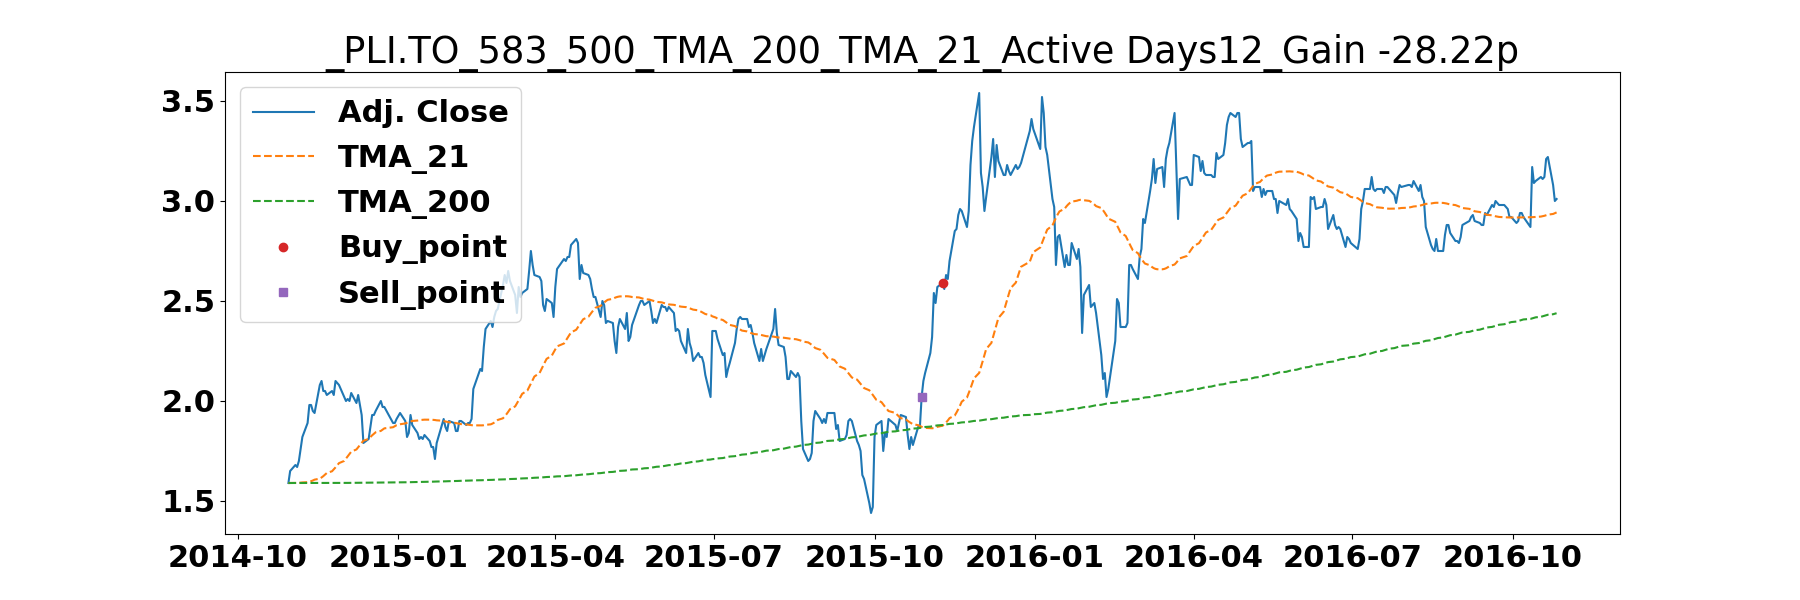 _PLI.TO_583_500_TMA_200_TMA_21_Active Days12_Gain -28.22p
3.5
3.0
2.5
2.0
1.5
Adj. Close
TMA_21
TMA_200
Buy_point
Sell_point
2014-10 2015-01 2015-04 2015-07 2015-10 2016-01 2016-04 2016-07 2016-10